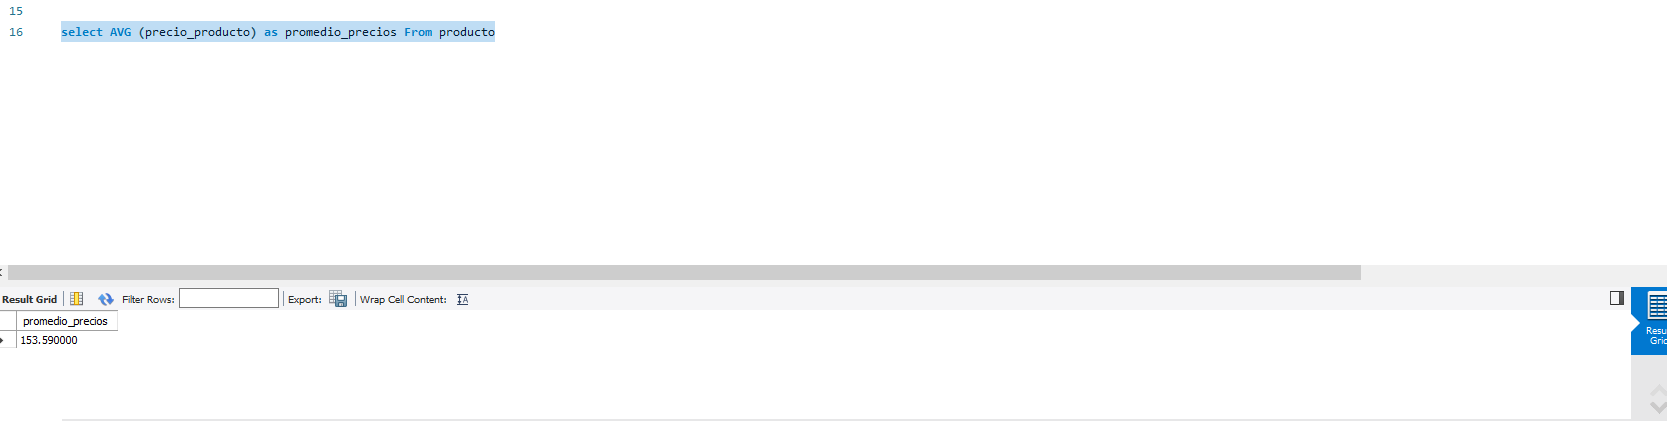 15
16 select AVG (precio_producto) as promedio_precios From producto
Result Grid Filter Rows: Export: Wrap Cell Content: IA
promedio_precios
153.590000